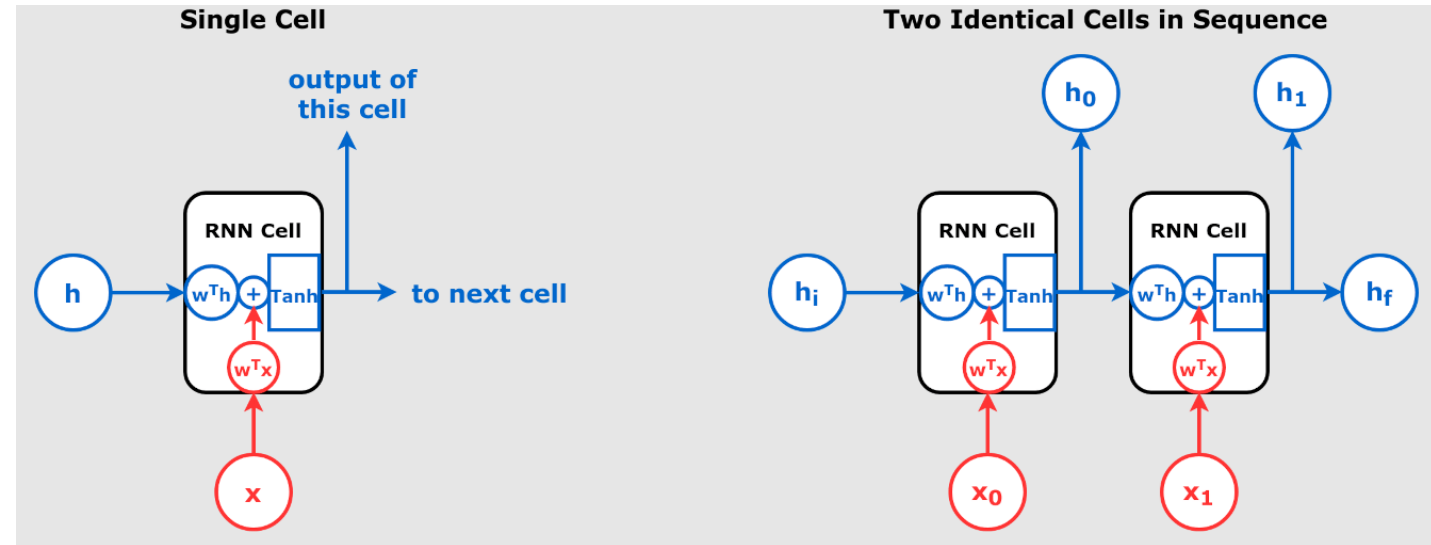 Single Cell
output of
this cell
RNN Cell
h
wᵀh
+
Tanh
to next cell
wᵀx
x
Two Identical Cells in Sequence
h₀
h₁
RNN Cell
RNN Cell
hᵢ
wᵀh
+
Tanh
wᵀh
+
Tanh
h_f
wᵀx
wᵀx
x₀
x₁